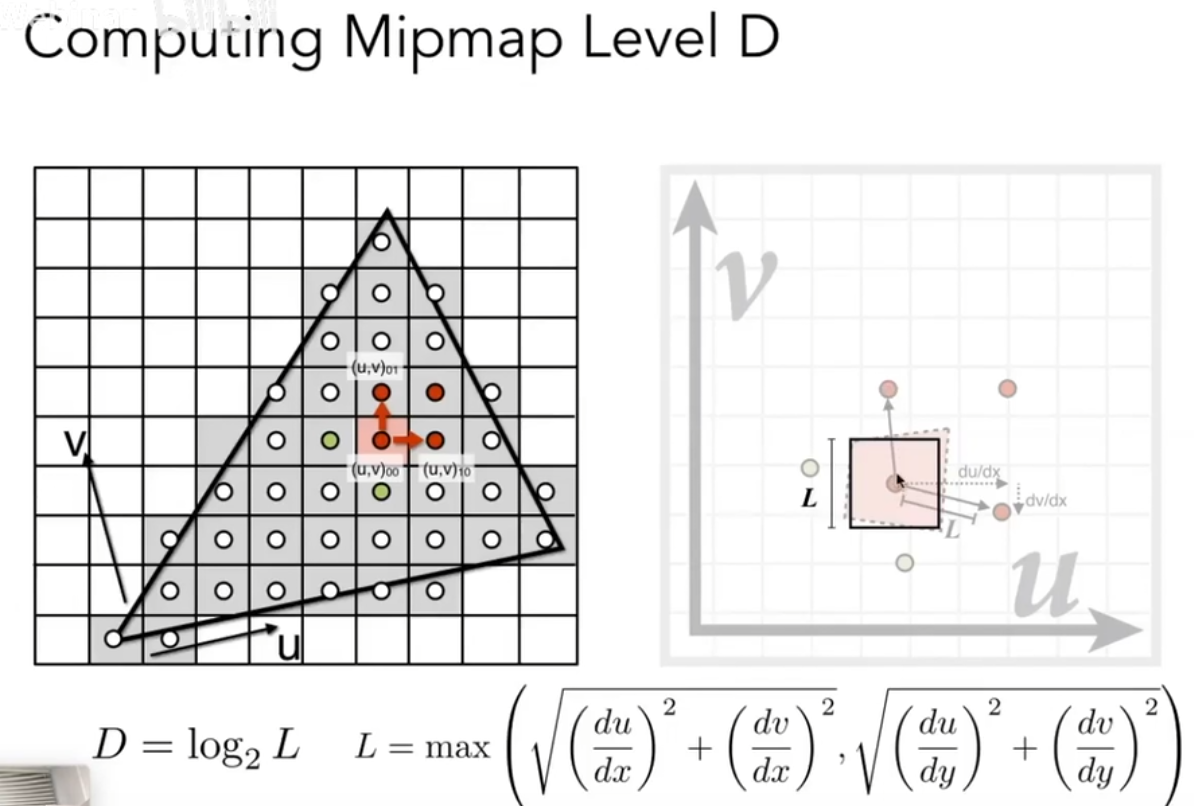 Computing Mipmap Level D
(u,v)01
(u,v)00 (u,v)10
v
u
v
L
du/dx
dv/dx
L
u
D = log₂ L   L = max ( √( (du/dx)² + (dv/dx)² ) , √( (du/dy)² + (dv/dy)² ) )